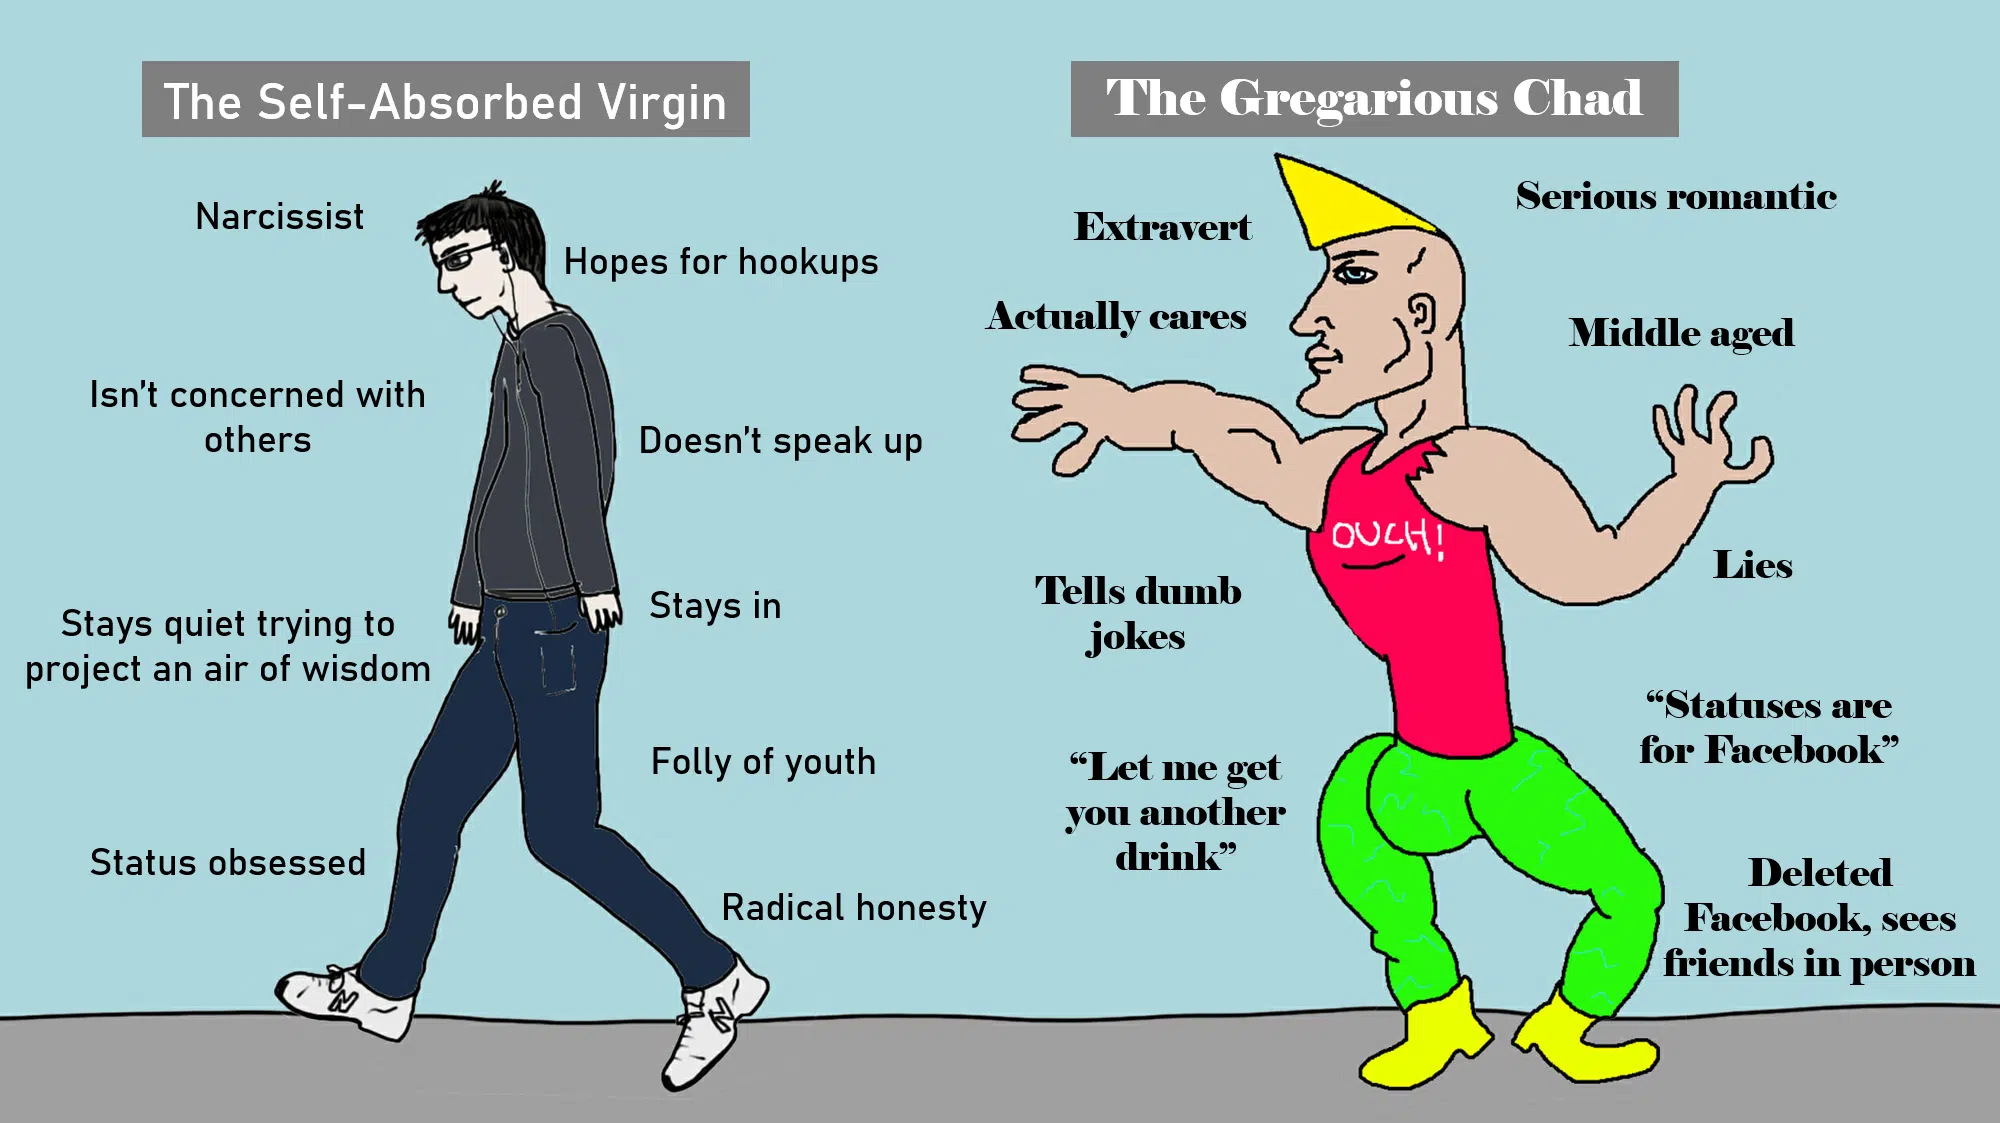 The Self-Absorbed Virgin
Narcissist
Hopes for hookups
Isn't concerned with
others
Doesn't speak up
Stays in
Stays quiet trying to
project an air of wisdom
Folly of youth
Status obsessed
Radical honesty
N
N
The Gregarious Chad
Serious romantic
Extravert
Actually cares
Middle aged
OUCH!
Lies
Tells dumb
jokes
“Statuses are
for Facebook”
“Let me get
you another
drink”
Deleted
Facebook, sees
friends in person